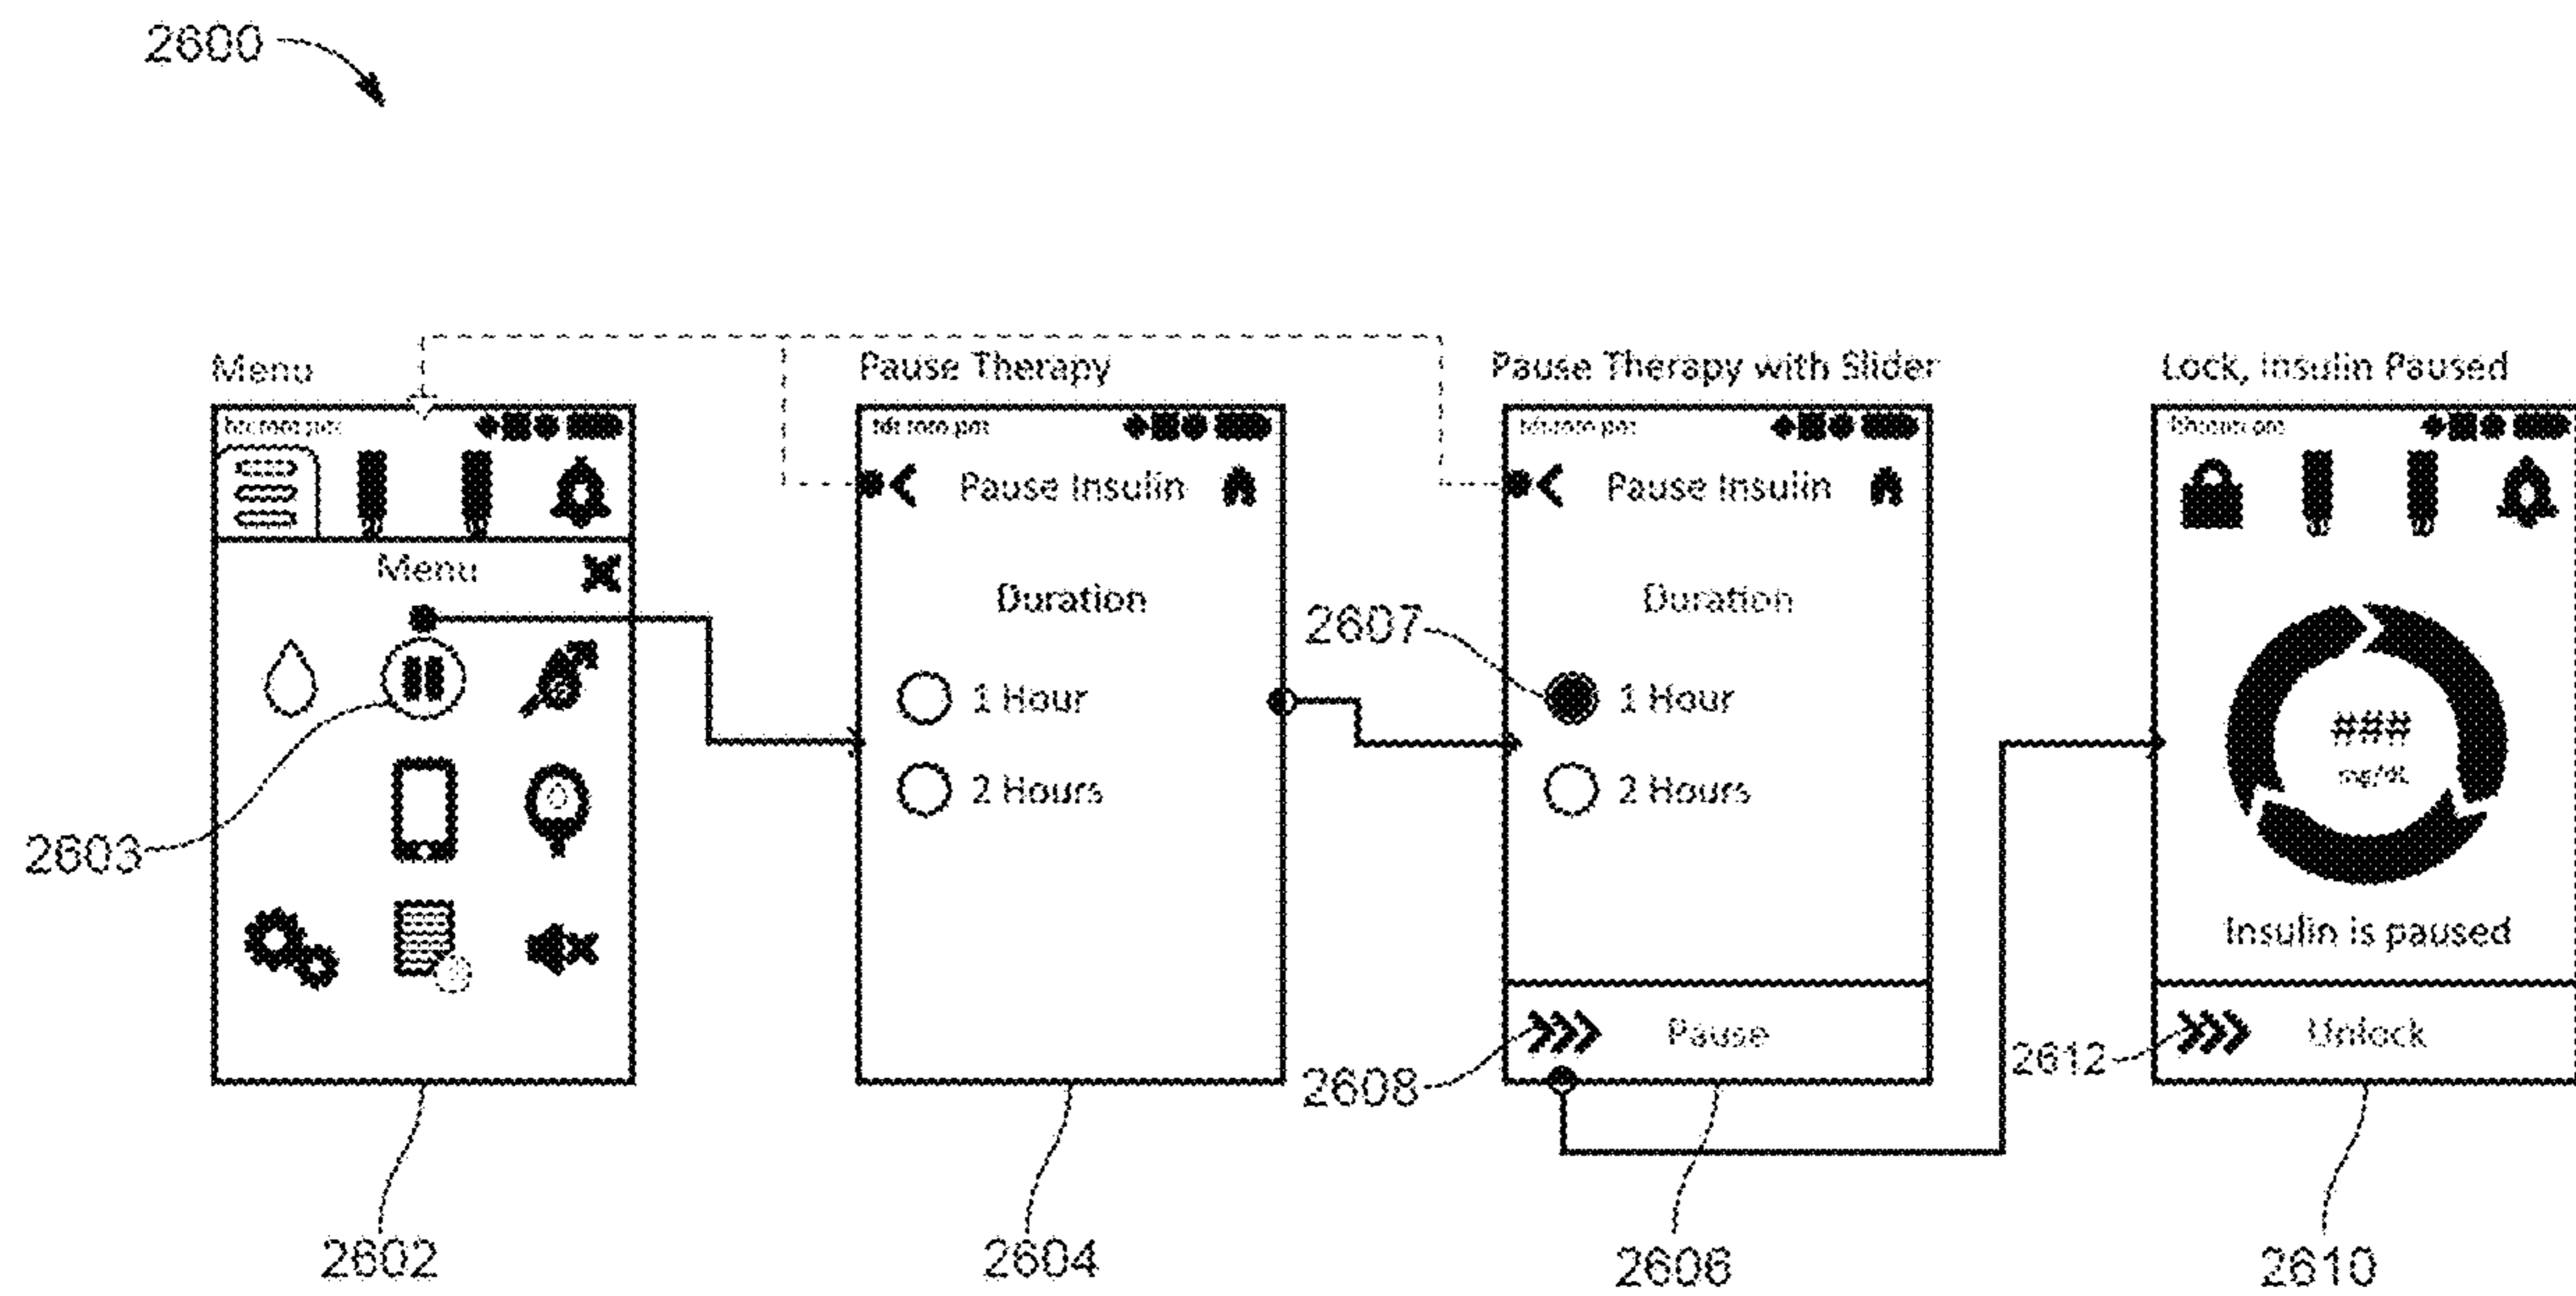 2600
Menu
Menu
2603
2602
Pause Therapy
Pause Insulin
Duration
1 Hour
2 Hours
2604
Pause Therapy with Slider
Pause Insulin
Duration
2607
1 Hour
2 Hours
2608
Pause
2606
Lock, Insulin Paused
###
mg/dL
Insulin is paused
2612
Unlock
2610